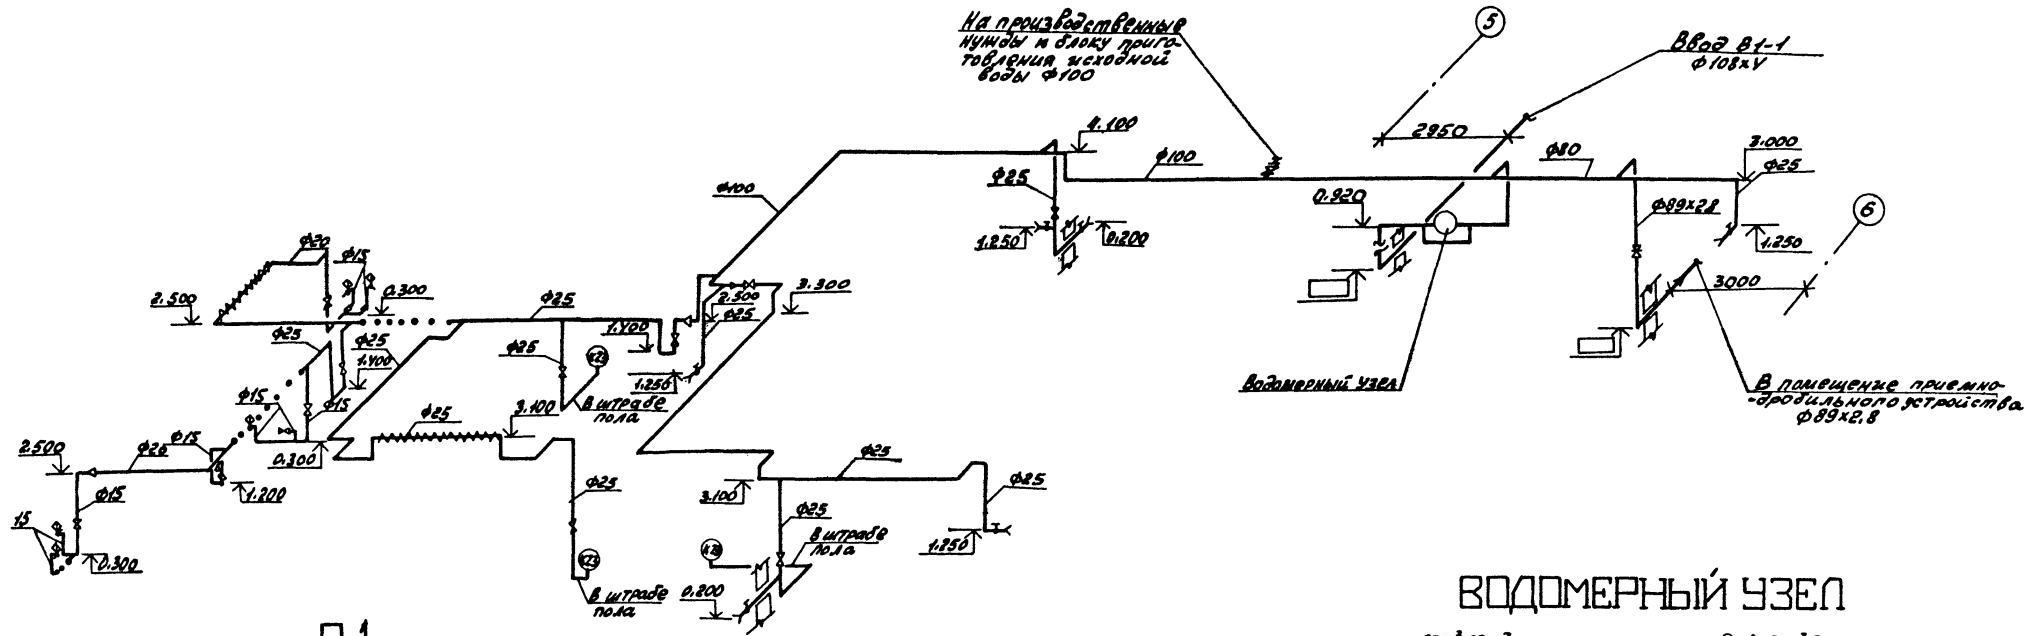 На производственные
нужды к блоку приго-
товления исходной
воды ф100
5
Ввод В1-1
ф108х4
2950
4.100
ф100
ф80
3.000
ф25
ф25
ф100
0.920
ф89х2.8
6
1.250
0.200
1.250
ф20
ф15
2.500
0.300
ф25
2.500
3.300
3000
ф25
ф25
1.400
ф25
ф25
1.400
1.250
Водомерный узел
В помещение приемно-
-дробильного устройства
ф89х2.8
ф15
ф15
В штрабе
пола
ф25
3.100
2.500
ф15
0.300
ф25
1.200
ф15
3.100
ф25
ф25
ф25
15
0.300
В штрабе
пола
1.250
В штрабе
пола
0.200
ВОДОМЕРНЫЙ УЗЕЛ